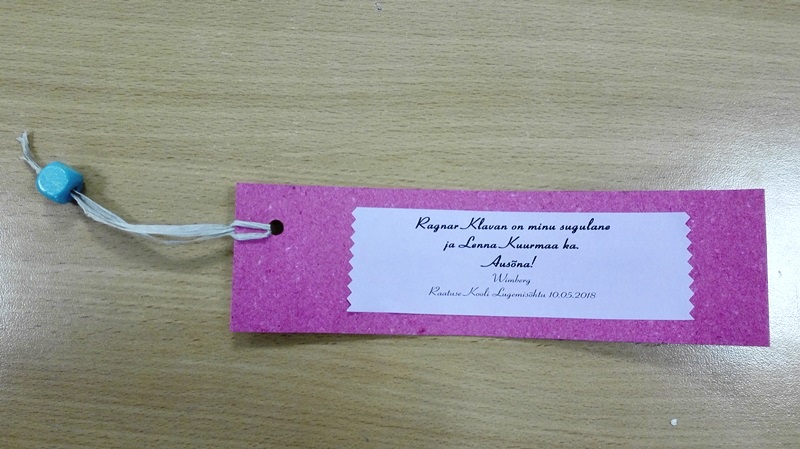 Ragnar Klavan on minu sugulane
ja Lenna Kuurmaa ka.
Ausõna!
Wimberg
Raatuse Kooli Lugemisõhtu 10.05.2018